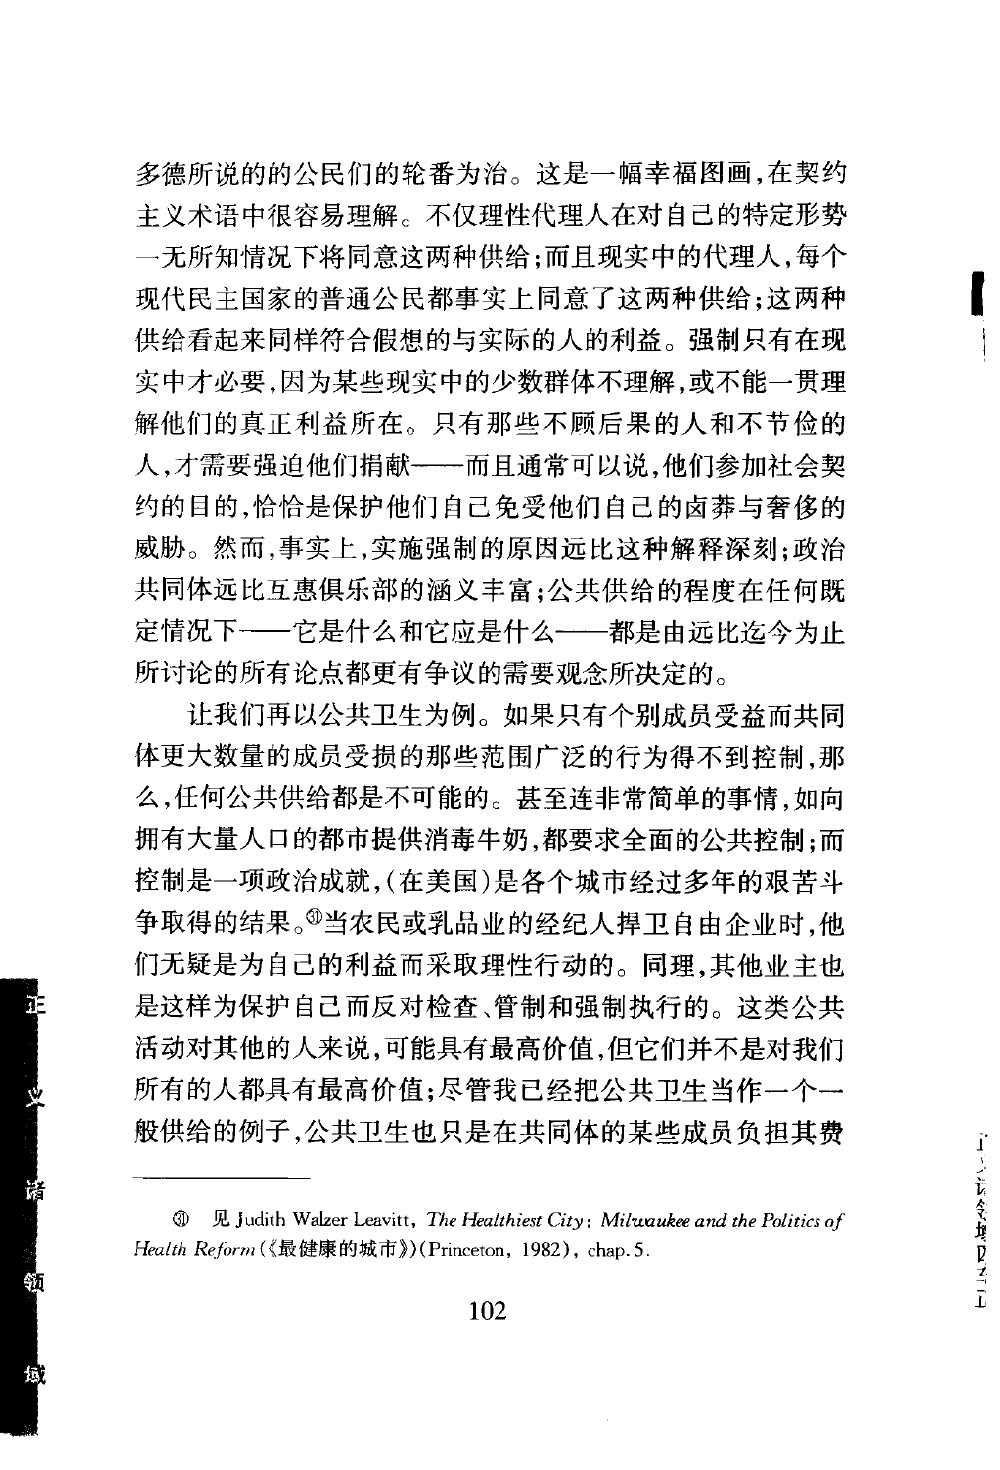 多德所说的的公民们的轮番为治。这是一幅幸福图画,在契约
主义术语中很容易理解。不仅理性代理人在对自己的特定形势
一无所知情况下将同意这两种供给;而且现实中的代理人,每个
现代民主国家的普通公民都事实上同意了这两种供给;这两种
供给看起来同样符合假想的与实际的人的利益。强制只有在现
实中才必要,因为某些现实中的少数群体不理解,或不能一贯理
解他们的真正利益所在。只有那些不顾后果的人和不节俭的
人,才需要强迫他们捐献——而且通常可以说,他们参加社会契
约的目的,恰恰是保护他们自己免受他们自己的卤莽与奢侈的
威胁。然而,事实上,实施强制的原因远比这种解释深刻;政治
共同体远比互惠俱乐部的涵义丰富;公共供给的程度在任何既
定情况下——它是什么和它应是什么——都是由远比迄今为止
所讨论的所有论点都更有争议的需要观念所决定的。
让我们再以公共卫生为例。如果只有个别成员受益而共同
体更大数量的成员受损的那些范围广泛的行为得不到控制,那
么,任何公共供给都是不可能的。甚至连非常简单的事情,如向
拥有大量人口的都市提供消毒牛奶,都要求全面的公共控制;而
控制是一项政治成就,(在美国)是各个城市经过多年的艰苦斗
争取得的结果。㉛当农民或乳品业的经纪人捍卫自由企业时,他
们无疑是为自己的利益而采取理性行动的。同理,其他业主也
是这样为保护自己而反对检查、管制和强制执行的。这类公共
活动对其他的人来说,可能具有最高价值,但它们并不是对我们
所有的人都具有最高价值;尽管我已经把公共卫生当作一个一
般供给的例子,公共卫生也只是在共同体的某些成员负担其费
㉛ 见 Judith Walzer Leavitt, The Healthiest City: Milwaukee and the Politics of
Health Reform (《最健康的城市》)(Princeton, 1982), chap.5.
102
正义诸领域